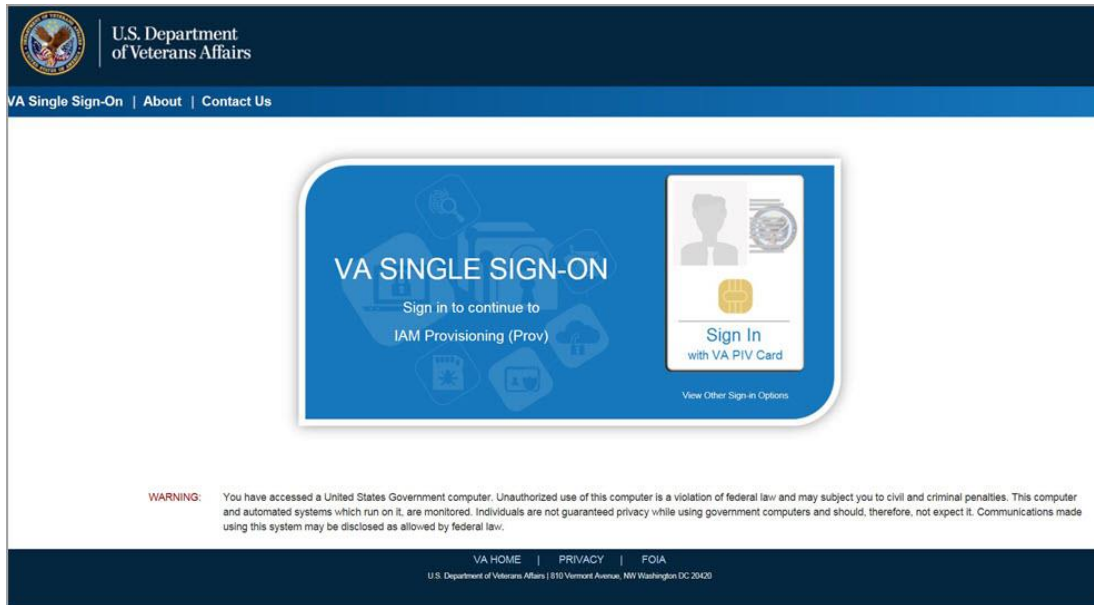 U.S. Department
of Veterans Affairs
VA Single Sign-On | About | Contact Us
VA SINGLE SIGN-ON
Sign in to continue to
IAM Provisioning (Prov)
Sign In
with VA PIV Card
View Other Sign-in Options
WARNING: You have accessed a United States Government computer. Unauthorized use of this computer is a violation of federal law and may subject you to civil and criminal penalties. This computer
and automated systems which run on it, are monitored. Individuals are not guaranteed privacy while using government computers and should, therefore, not expect it. Communications made
using this system may be disclosed as allowed by federal law.
VA HOME | PRIVACY | FOIA
U.S. Department of Veterans Affairs | 810 Vermont Avenue, NW Washington DC 20420